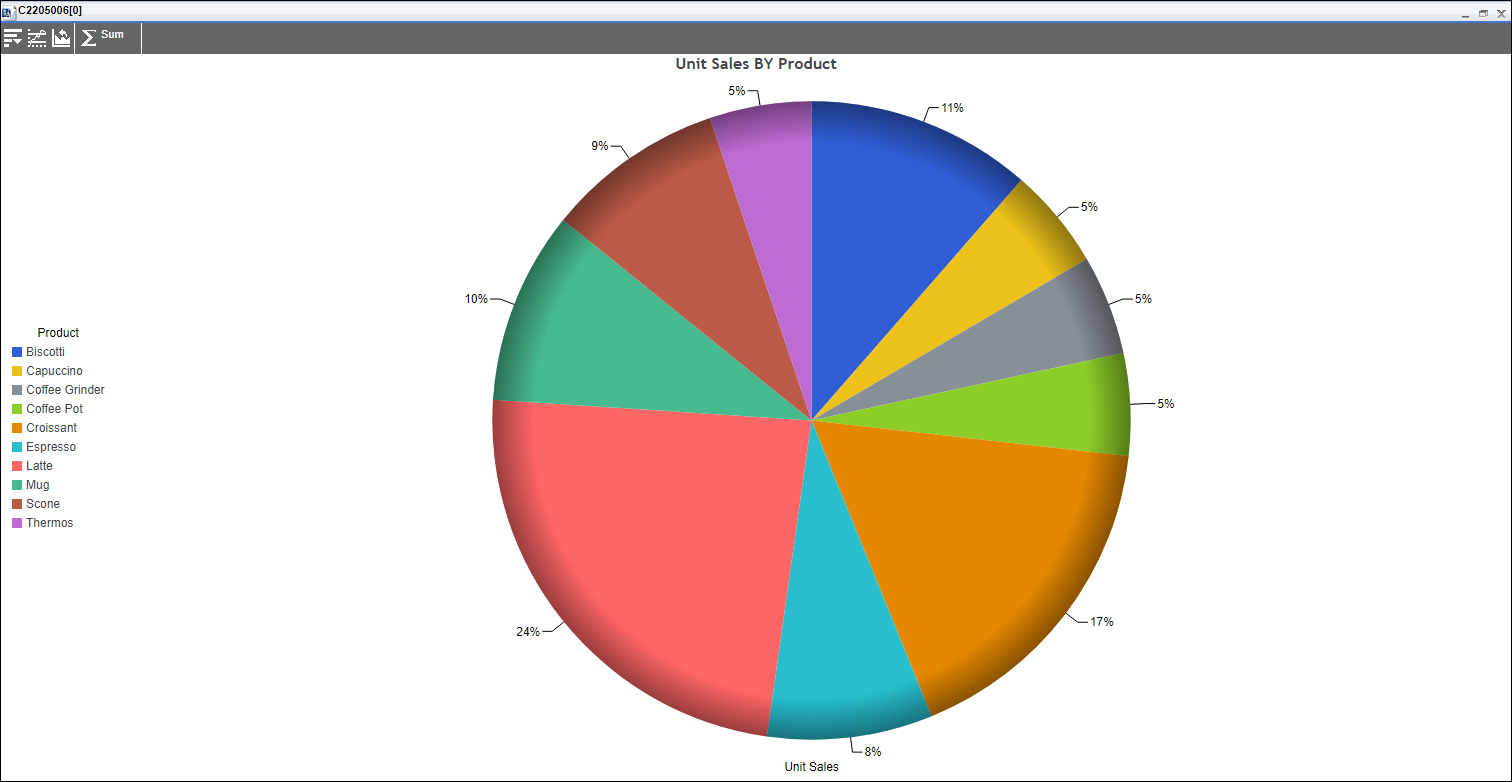 C2205006[0]
Sum
Unit Sales BY Product
5%
11%
9%
5%
10%
5%
Product
Biscotti
Capuccino
Coffee Grinder
Coffee Pot
Croissant
Espresso
Latte
Mug
Scone
Thermos
5%
17%
24%
8%
Unit Sales